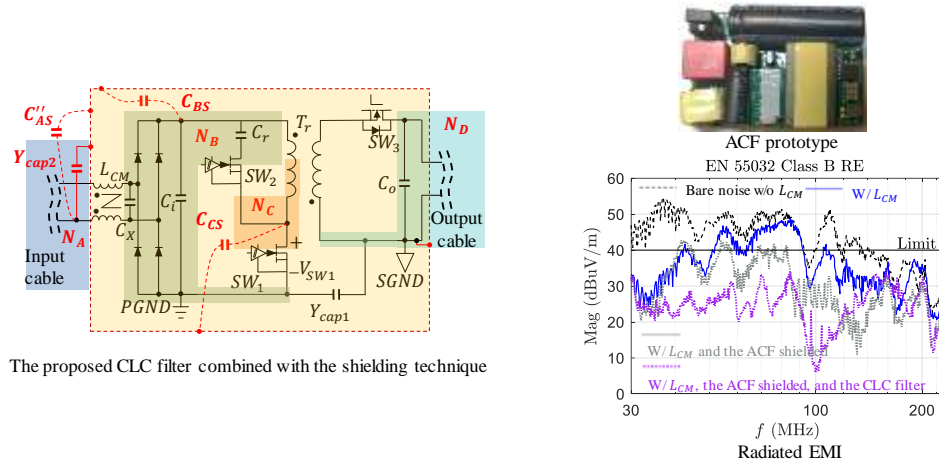 C''AS
CBS
Ycap2
NB
Cr
Tr
SW3
ND
LCM
SW2
Ci
Co
NC
CCS
CX
NA
Input
cable
Output
cable
+
SW1
−VSW1
PGND
Ycap1
SGND
The proposed CLC filter combined with the shielding technique
ACF prototype
EN 55032 Class B RE
Bare noise w/o LCM
W/LCM
Limit
W/LCM and the ACF shielded
W/LCM, the ACF shielded, and the CLC filter
Mag (dBuV/m)
60
50
40
30
20
10
0
30
100
200
f (MHz)
Radiated EMI